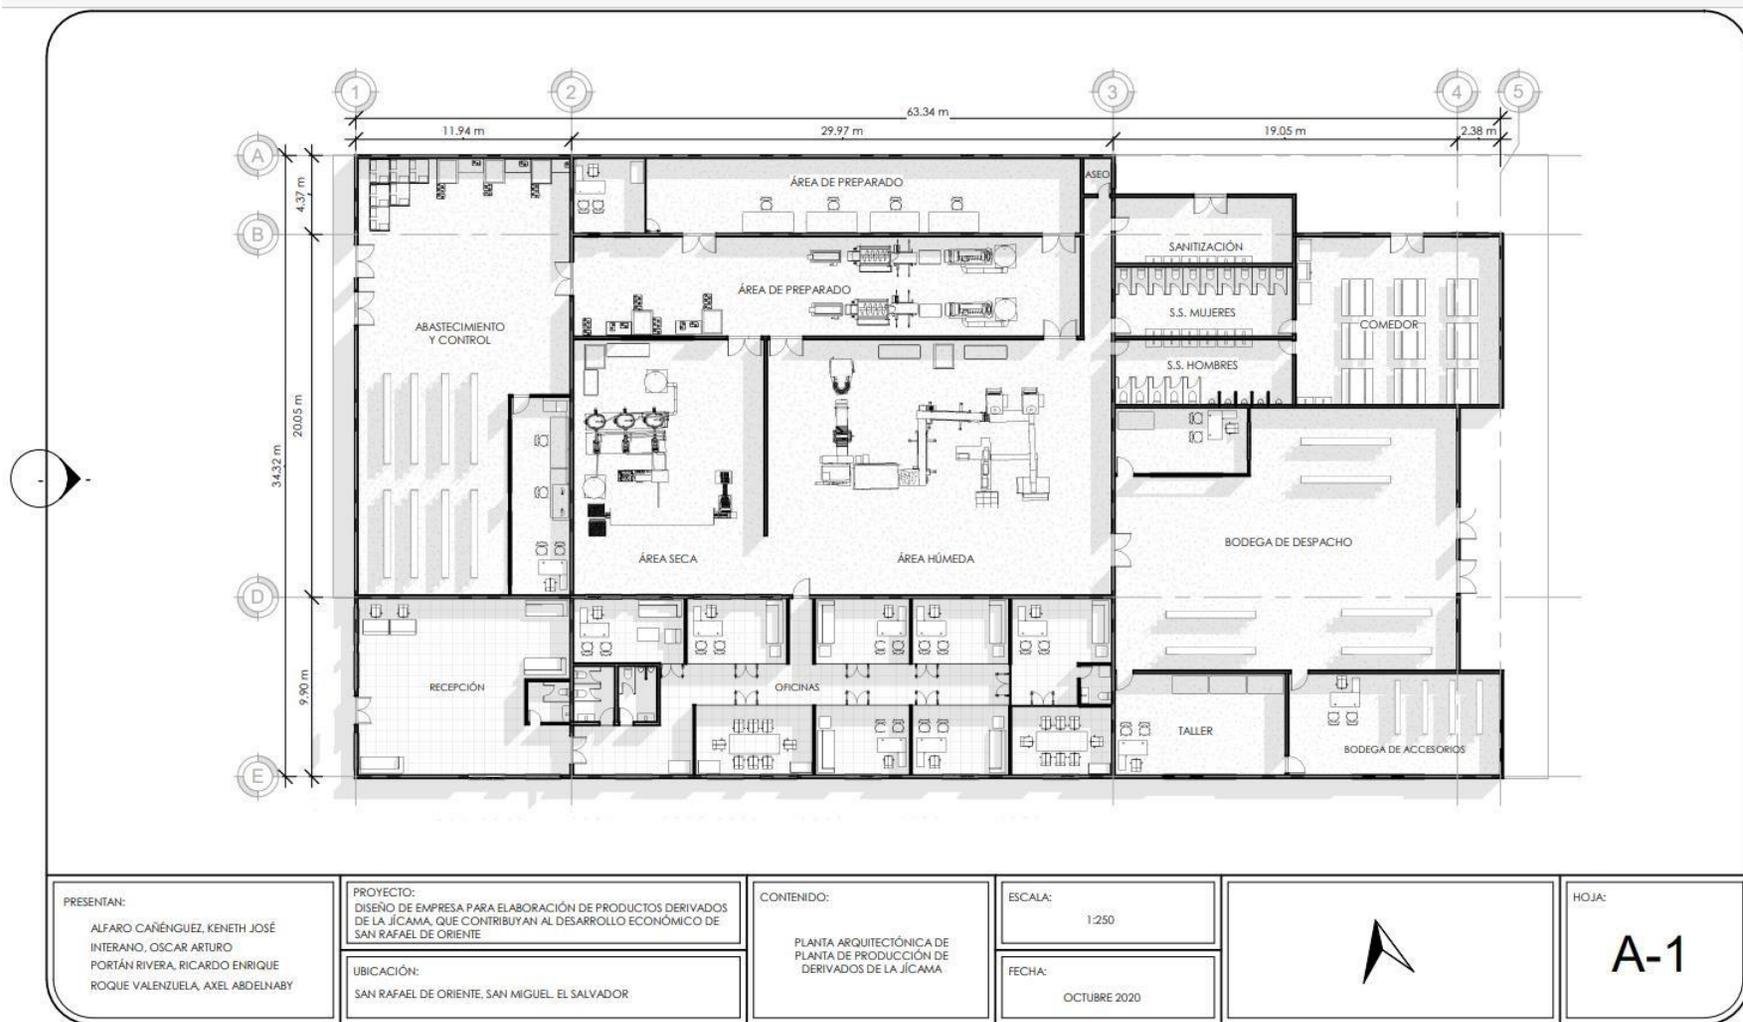 1
2
3
4
5
63.34 m
11.94 m
29.97 m
19.05 m
2.38 m
A
B
D
E
4.37 m
20.05 m
34.32 m
9.90 m
ÁREA DE PREPARADO
ASEO
SANITIZACIÓN
ÁREA DE PREPARADO
S.S. MUJERES
ABASTECIMIENTO
Y CONTROL
COMEDOR
S.S. HOMBRES
BODEGA DE DESPACHO
ÁREA SECA
ÁREA HÚMEDA
RECEPCIÓN
OFICINAS
TALLER
BODEGA DE ACCESORIOS
PRESENTAN:
ALFARO CAÑÉNGUEZ, KENETH JOSÉ
INTERANO, OSCAR ARTURO
PORTÁN RIVERA, RICARDO ENRIQUE
ROQUE VALENZUELA, AXEL ABDELNABY
PROYECTO:
DISEÑO DE EMPRESA PARA ELABORACIÓN DE PRODUCTOS DERIVADOS
DE LA JÍCAMA, QUE CONTRIBUYAN AL DESARROLLO ECONÓMICO DE
SAN RAFAEL DE ORIENTE
UBICACIÓN:
SAN RAFAEL DE ORIENTE, SAN MIGUEL. EL SALVADOR
CONTENIDO:
PLANTA ARQUITECTÓNICA DE
PLANTA DE PRODUCCIÓN DE
DERIVADOS DE LA JÍCAMA
ESCALA:
1:250
FECHA:
OCTUBRE 2020
HOJA:
A-1